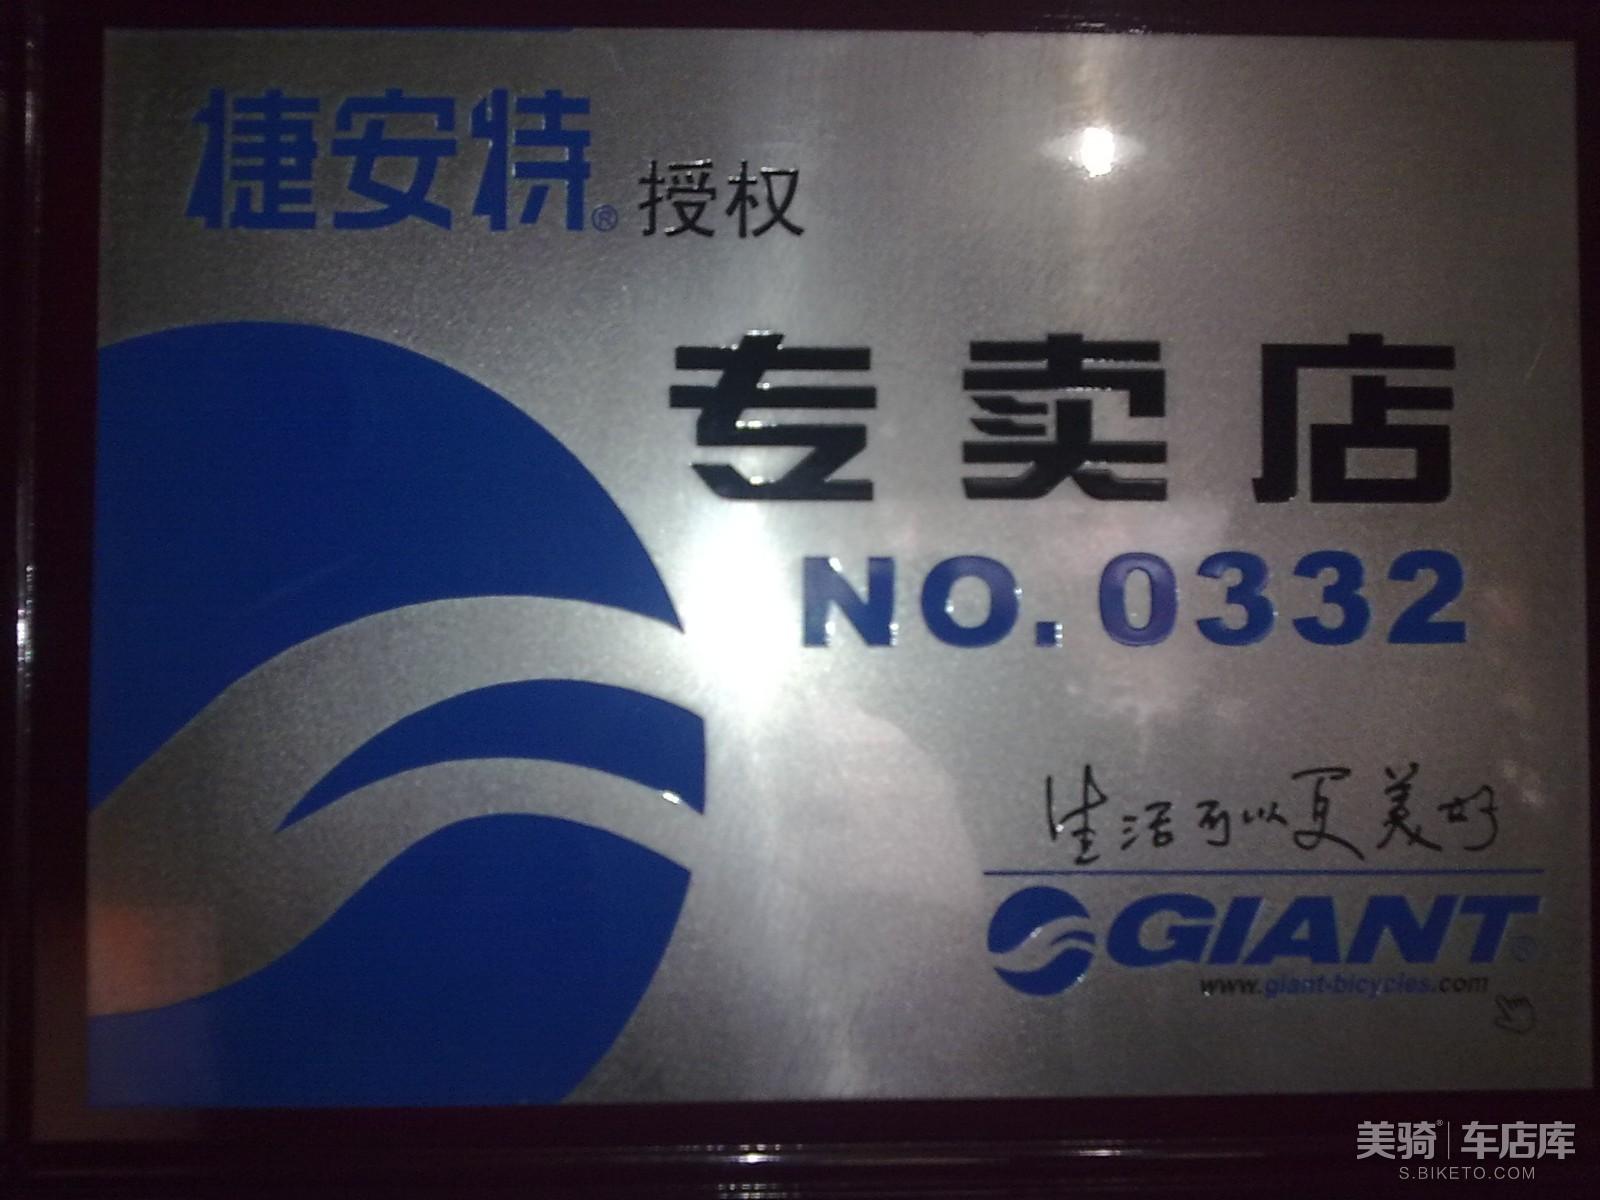 捷安特® 授权
专卖店
NO.0332
生活可以更美好
GIANT®
www.giant-bicycles.com
美骑® 车店库
S.BIKETO.COM